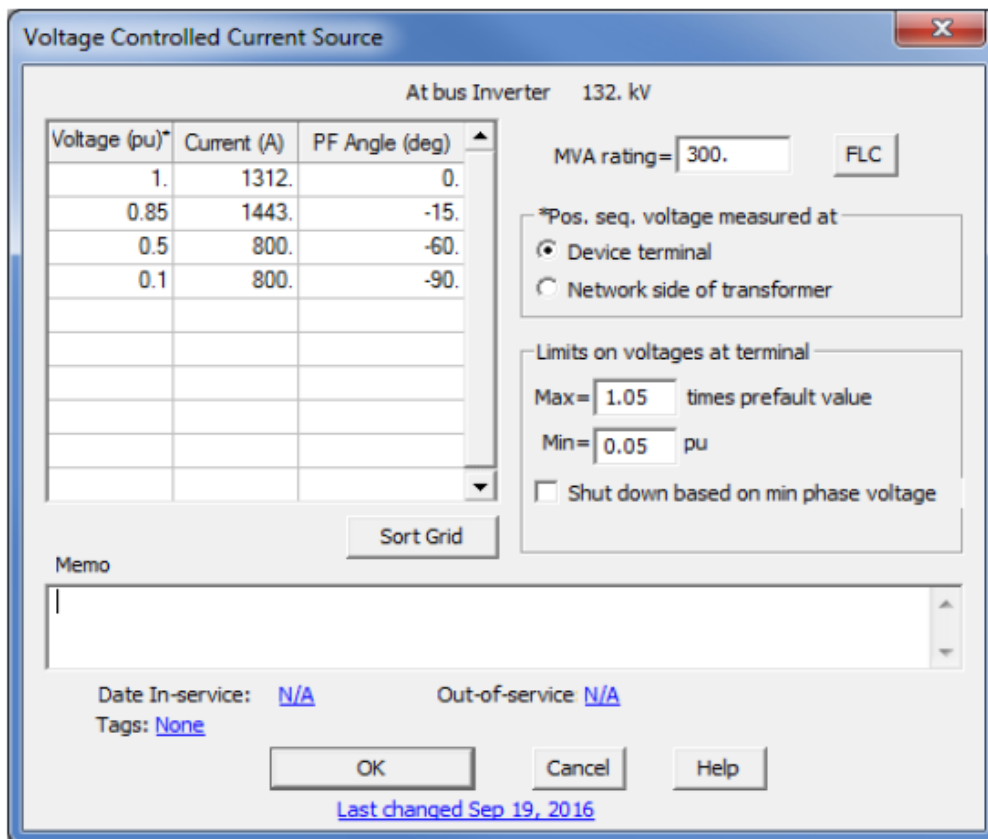 Voltage Controlled Current Source
At bus Inverter 132. kV
Voltage (pu)* Current (A) PF Angle (deg)
1. 1312. 0.
0.85 1443. -15.
0.5 800. -60.
0.1 800. -90.
Sort Grid
MVA rating= 300. FLC
*Pos. seq. voltage measured at
Device terminal
Network side of transformer
Limits on voltages at terminal
Max= 1.05 times prefault value
Min= 0.05 pu
Shut down based on min phase voltage
Memo
Date In-service: N/A Out-of-service N/A
Tags: None
OK Cancel Help
Last changed Sep 19, 2016